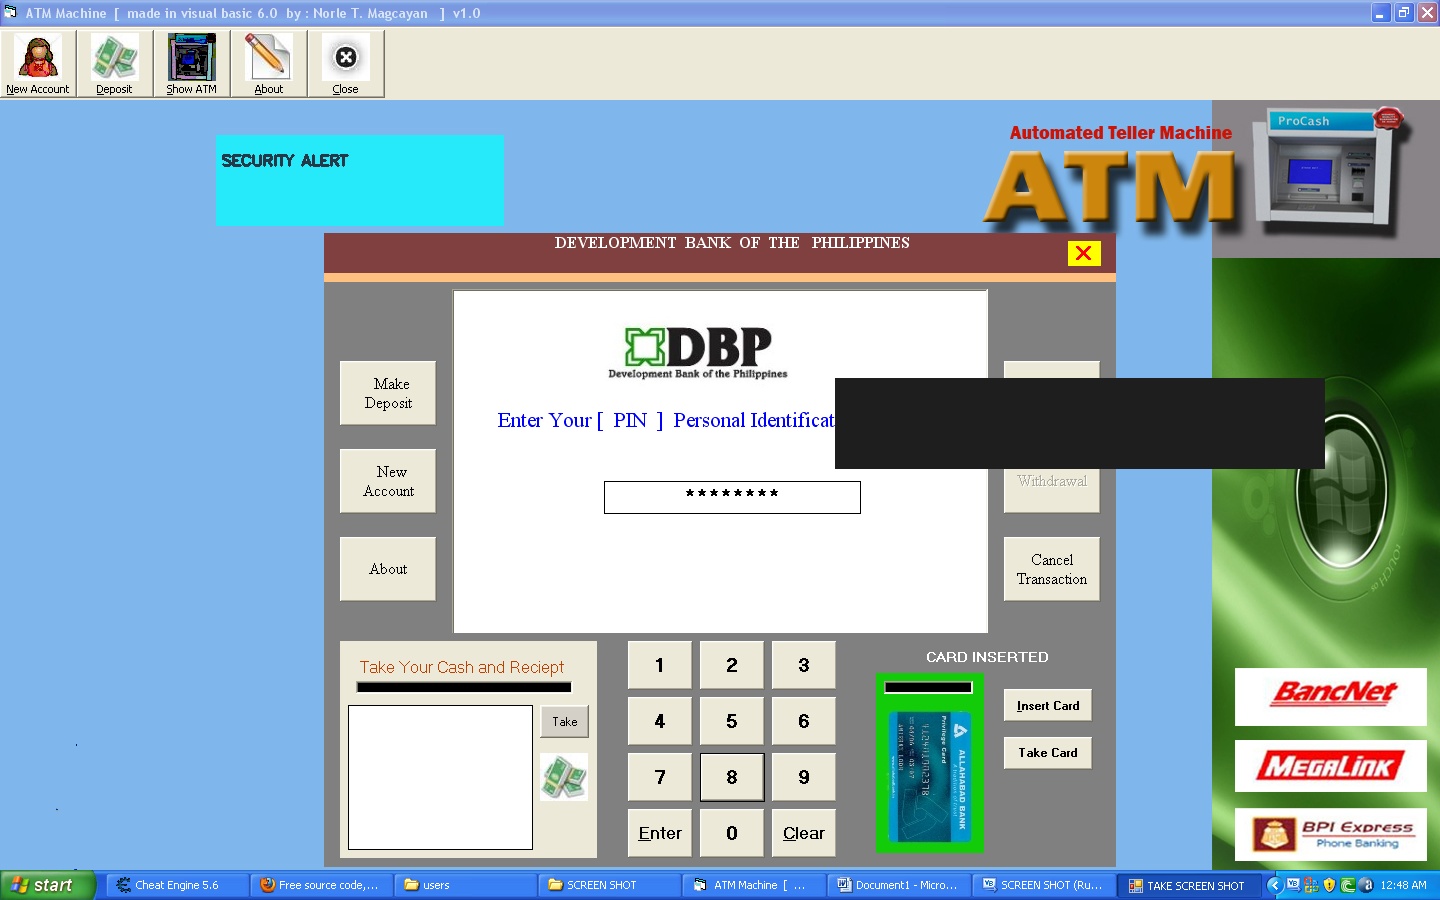 ATM Machine [ made in visual basic 6.0 by : Norle T. Magcayan ] v1.0
New Account
Deposit
Show ATM
About
Close
SECURITY ALERT
Automated Teller Machine
ATM
ProCash
DEVELOPMENT BANK OF THE PHILIPPINES
X
DBP
Development Bank of the Philippines
Make
Deposit
Enter Your [ PIN ] Personal
********
New
Account
Withdrawal
About
Cancel
Transaction
Take Your Cash and Reciept
Take
1
2
3
4
5
6
7
8
9
Enter
0
Clear
CARD INSERTED
Privilege Card
ALLAHABAD BANK
Insert Card
Take Card
BancNet
MegaLink
BPI Express
Phone Banking
start
Cheat Engine 5.6
Free source code,...
users
SCREEN SHOT
ATM Machine [ ...
Document1 - Micro...
SCREEN SHOT (Ru...
TAKE SCREEN SHOT
12:48 AM